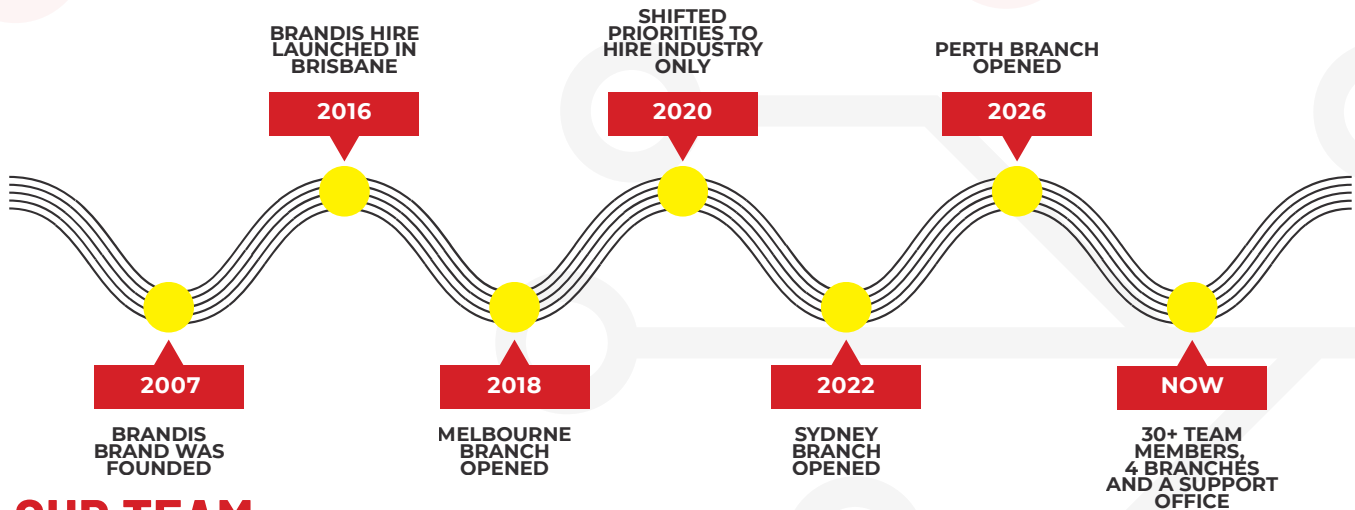 BRANDIS HIRE
LAUNCHED IN
BRISBANE
2016
SHIFTED
PRIORITIES TO
HIRE INDUSTRY
ONLY
2020
PERTH BRANCH
OPENED
2026
2007
BRANDIS
BRAND WAS
FOUNDED
2018
MELBOURNE
BRANCH
OPENED
2022
SYDNEY
BRANCH
OPENED
NOW
30+ TEAM
MEMBERS,
4 BRANCHES
AND A SUPPORT
OFFICE
OUR TEAM